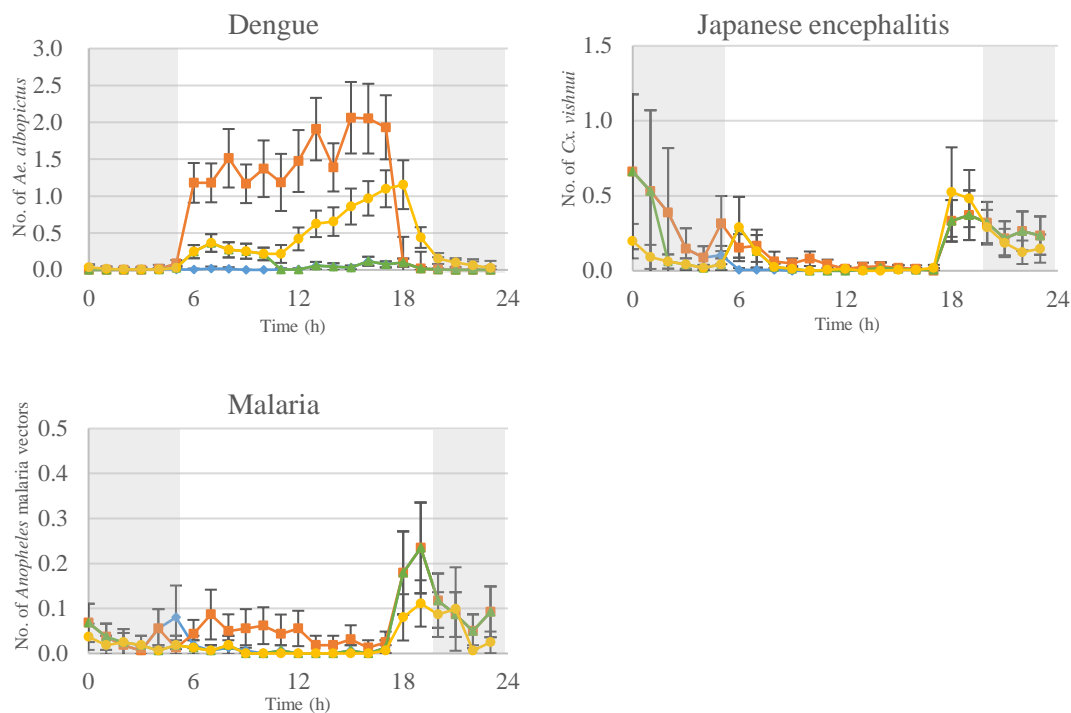 Dengue
No. of Ae. albopictus
3.0
2.5
2.0
1.5
1.0
0.5
0.0
0 6 12 18 24
Time (h)
Japanese encephalitis
No. of Cx. vishnui
1.5
1.0
0.5
0.0
0 6 12 18 24
Time (h)
Malaria
No. of Anopheles malaria vectors
0.5
0.4
0.3
0.2
0.1
0.0
0 6 12 18 24
Time (h)